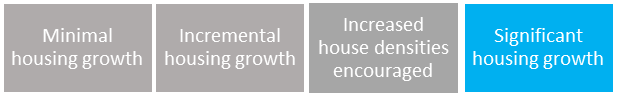 Minimal
housing growth
Incremental
housing growth
Increased
house densities
encouraged
Significant
housing growth